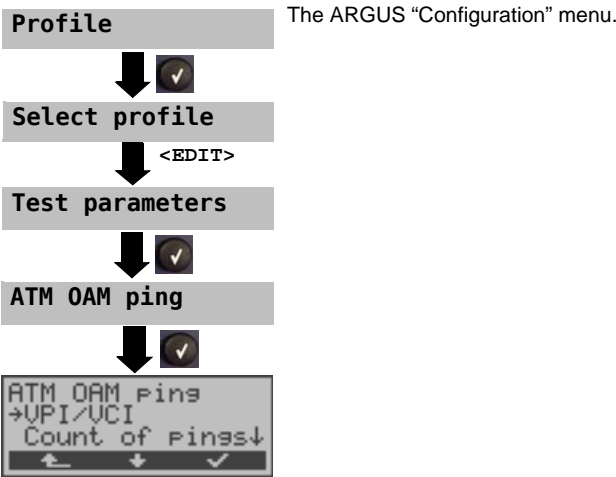 Profile
The ARGUS “Configuration” menu.
Select profile
<EDIT>
Test parameters
ATM OAM ping
ATM OAM ping
→VPI/VCI
Count of pings↓